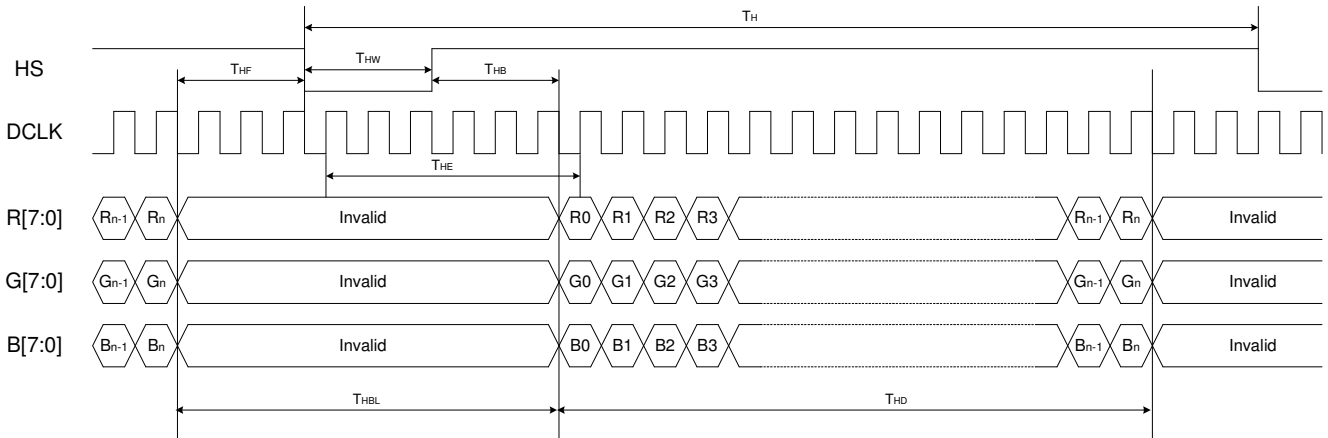 TH
HS
THF
THW
THB
DCLK
THE
R[7:0]
Rn-1
Rn
Invalid
R0
R1
R2
R3
Rn-1
Rn
Invalid
G[7:0]
Gn-1
Gn
Invalid
G0
G1
G2
G3
Gn-1
Gn
Invalid
B[7:0]
Bn-1
Bn
Invalid
B0
B1
B2
B3
Bn-1
Bn
Invalid
THBL
THD